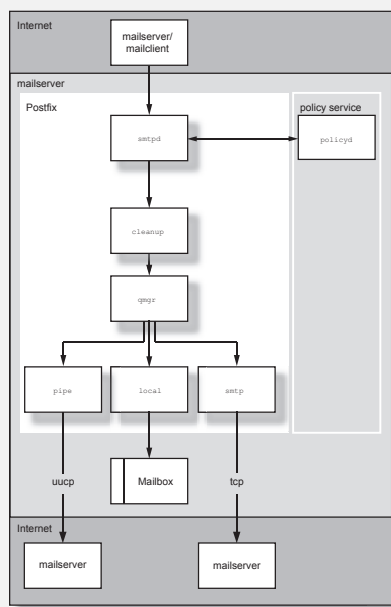 Internet
mailserver/
mailclient
mailserver
Postfix
policy service
smtpd
policyd
cleanup
qmgr
pipe
local
smtp
uucp
Mailbox
tcp
Internet
mailserver
mailserver